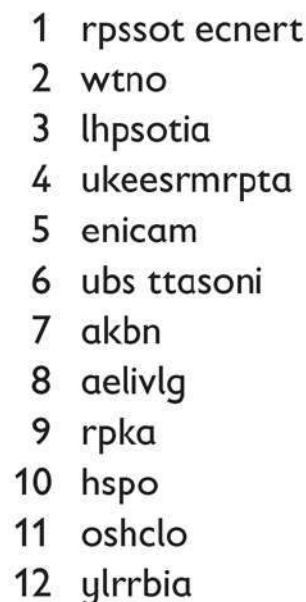 1 rpssot ecnert
2 wtno
3 lhpsotia
4 ukeesrmrpta
5 enicam
6 ubs ttasoni
7 akbn
8 aelivlg
9 rpka
10 hspo
11 oshclo
12 ylrrbia